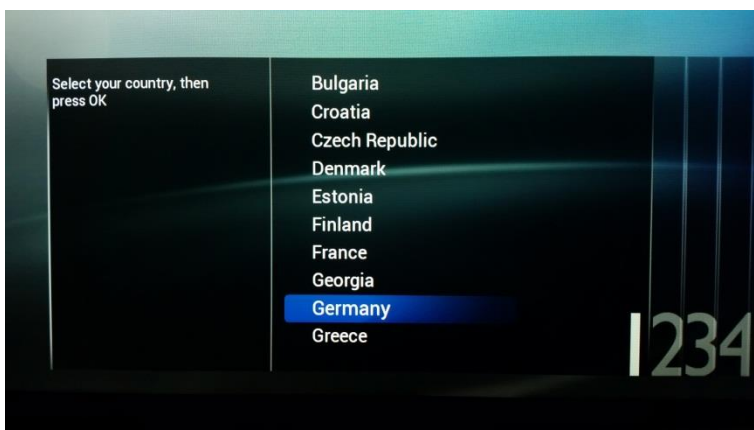 Select your country, then
press OK
Bulgaria
Croatia
Czech Republic
Denmark
Estonia
Finland
France
Georgia
Germany
Greece
1234